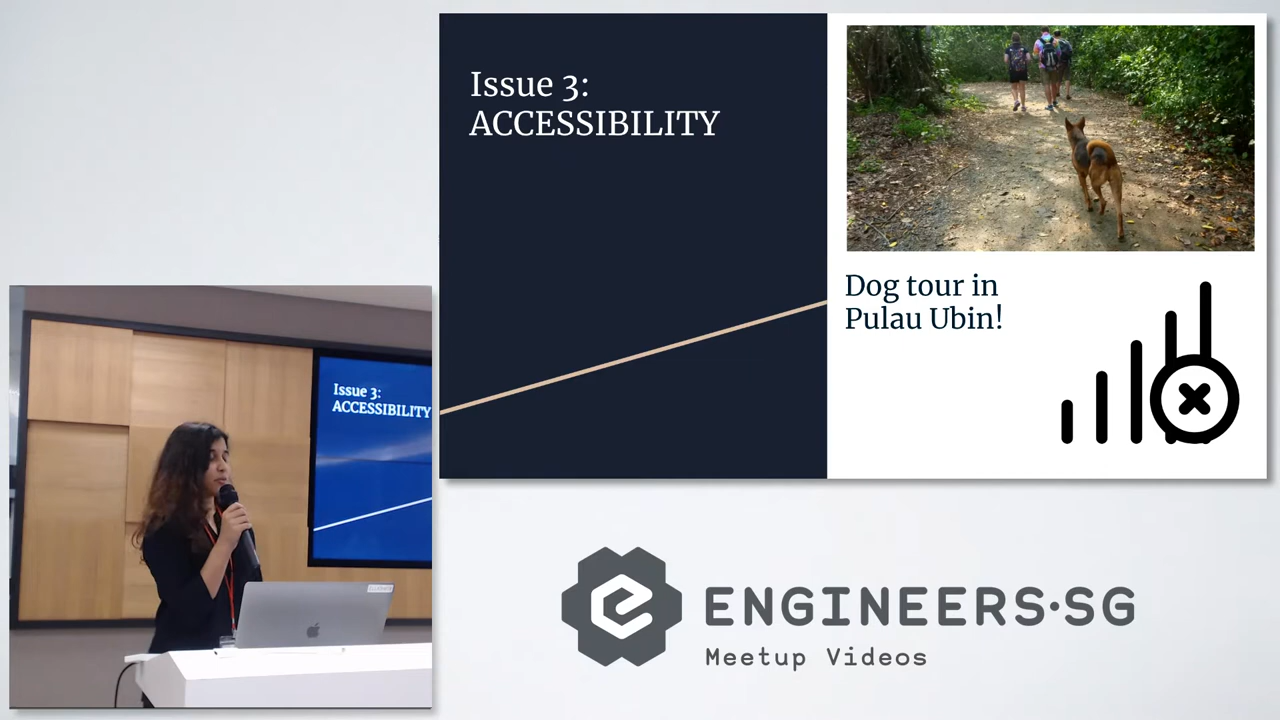 Issue 3:
ACCESSIBILITY
Dog tour in
Pulau Ubin!
Issue 3:
ACCESSIBILITY
ENGINEERS·SG
Meetup Videos